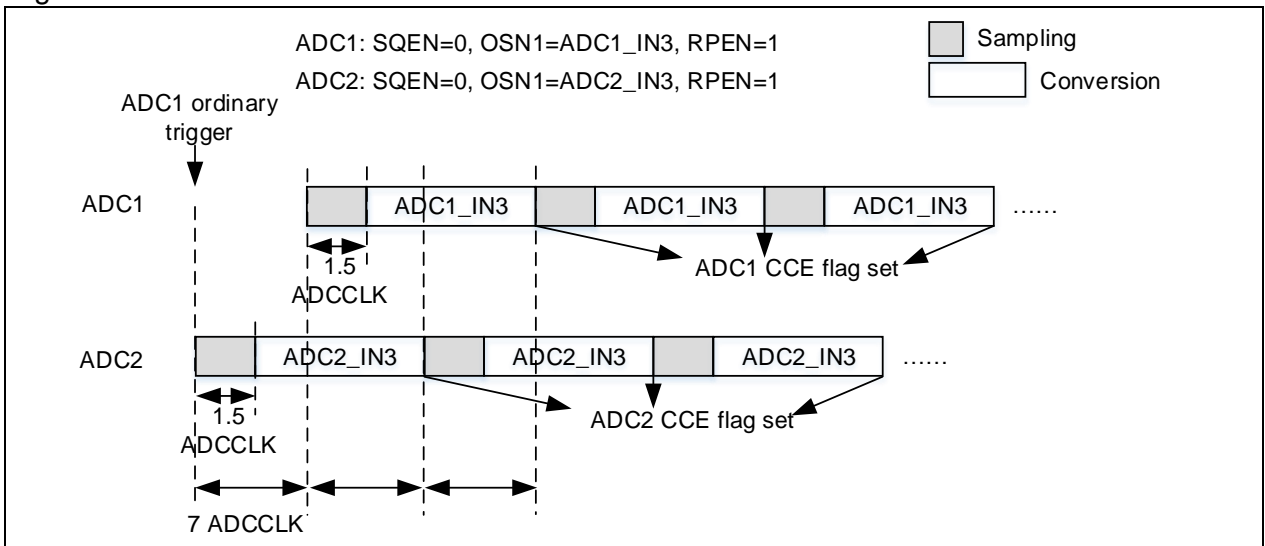 ADC1: SQEN=0, OSN1=ADC1_IN3, RPEN=1
Sampling
ADC2: SQEN=0, OSN1=ADC2_IN3, RPEN=1
Conversion
ADC1 ordinary
trigger
ADC1
ADC1_IN3
ADC1_IN3
ADC1_IN3
......
1.5
ADCCLK
ADC1 CCE flag set
ADC2
ADC2_IN3
ADC2_IN3
ADC2_IN3
......
1.5
ADCCLK
ADC2 CCE flag set
7 ADCCLK